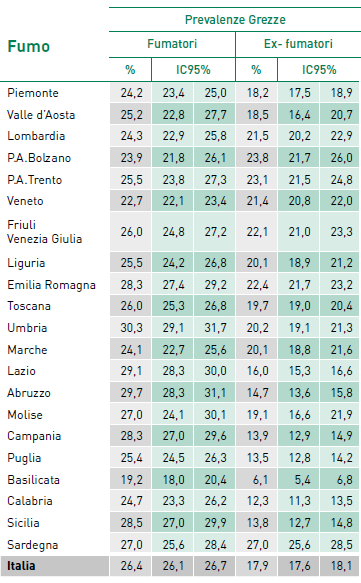 Fumo
Prevalenze Grezze
Fumatori Ex- fumatori
% IC95% % IC95%
Piemonte 24,2 23,4 25,0 18,2 17,5 18,9
Valle d’Aosta 25,2 22,8 27,7 18,5 16,4 20,7
Lombardia 24,3 22,9 25,8 21,5 20,2 22,9
P.A.Bolzano 23,9 21,8 26,1 23,8 21,7 26,0
P.A.Trento 25,5 23,8 27,3 23,1 21,5 24,8
Veneto 22,7 22,1 23,4 21,4 20,8 22,0
Friuli
Venezia Giulia 26,0 24,8 27,2 22,1 21,0 23,3
Liguria 25,5 24,2 26,8 20,1 18,9 21,2
Emilia Romagna 28,3 27,4 29,2 22,4 21,7 23,2
Toscana 26,0 25,3 26,8 19,7 19,0 20,4
Umbria 30,3 29,1 31,7 20,2 19,1 21,3
Marche 24,1 22,7 25,6 20,1 18,8 21,6
Lazio 29,1 28,3 30,0 16,0 15,3 16,6
Abruzzo 29,7 28,3 31,1 14,7 13,6 15,8
Molise 27,0 24,1 30,1 19,1 16,6 21,9
Campania 28,3 27,0 29,6 13,9 12,9 14,9
Puglia 25,4 24,5 26,3 13,5 12,8 14,2
Basilicata 19,2 18,0 20,4 6,1 5,4 6,8
Calabria 24,7 23,3 26,2 12,3 11,3 13,5
Sicilia 28,5 27,0 29,9 13,8 12,7 14,8
Sardegna 27,0 25,6 28,4 27,0 25,6 28,5
Italia 26,4 26,1 26,7 17,9 17,6 18,1